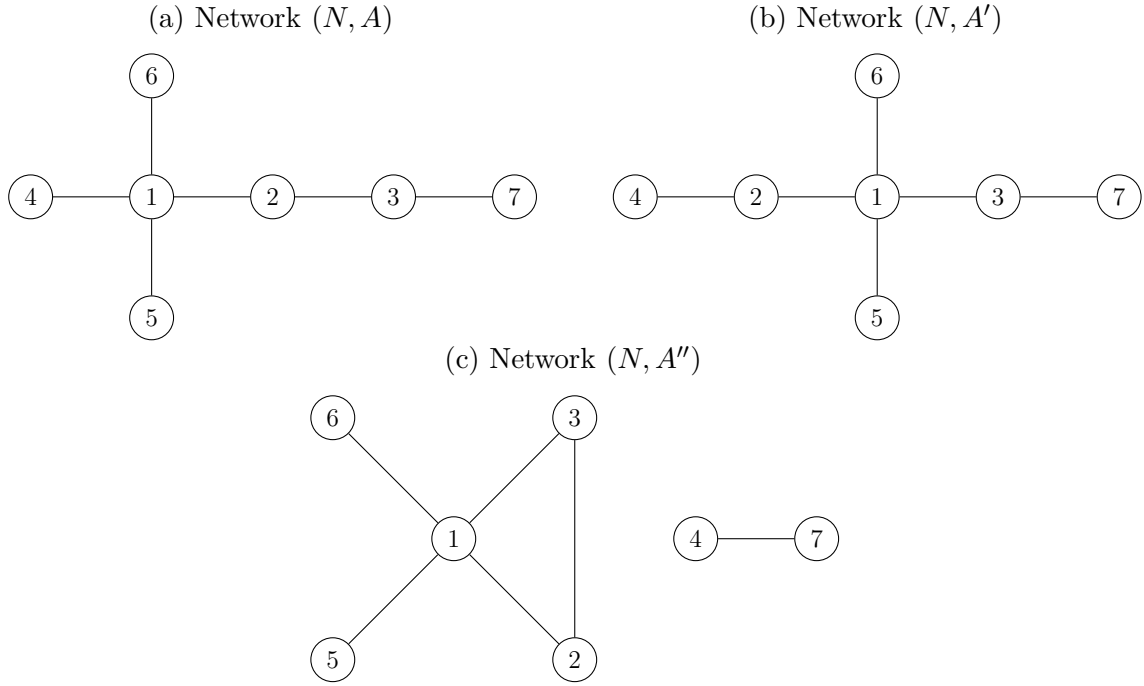 (a) Network (N, A)
(b) Network (N, A′)
6
6
4 1 2 3 7
4 2 1 3 7
5
5
(c) Network (N, A′′)
6 3
1 4 7
5 2